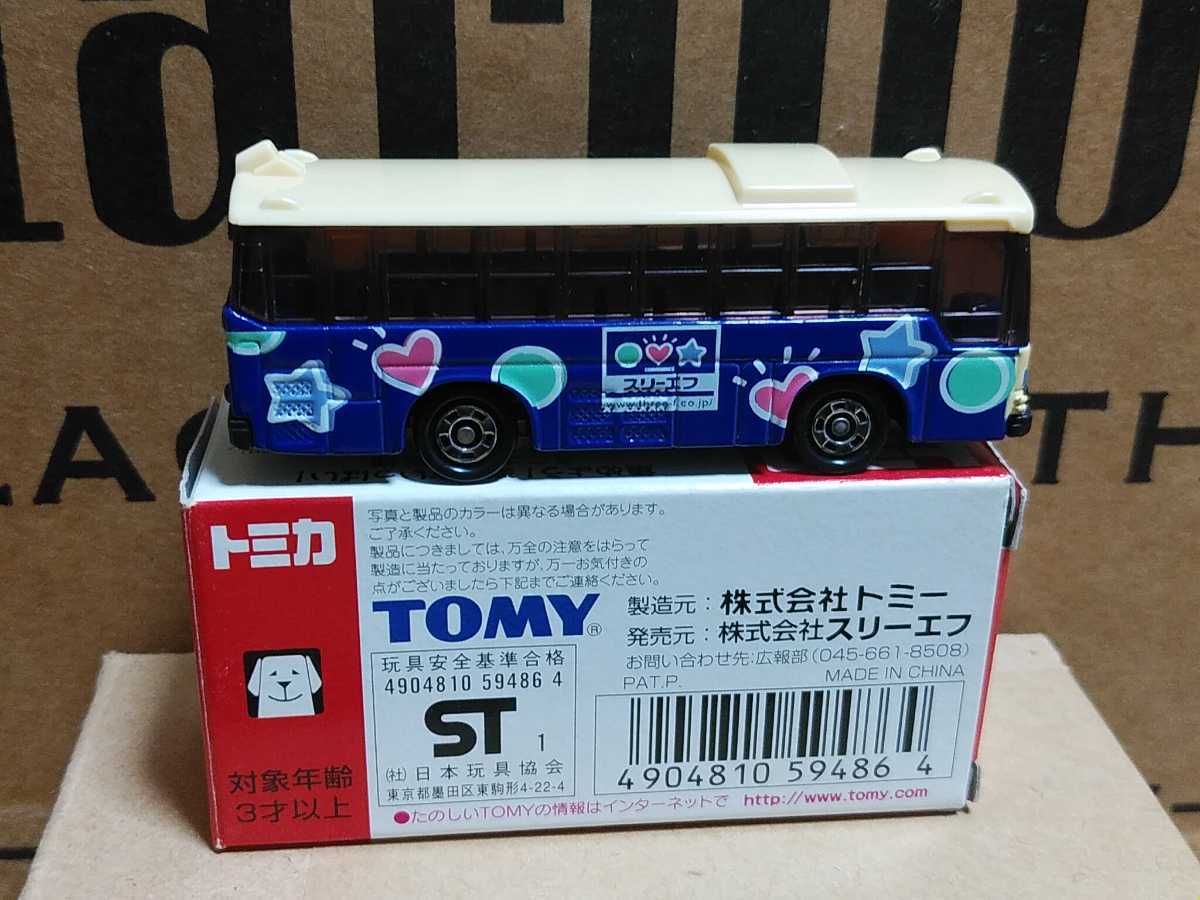 スリーエフ
www.three-f.co.jp/
トミカ
対象年齢
3才以上
写真と製品のカラーは異なる場合があります。
ご了承ください。
製品につきましては、万全の注意をはらって
製造に当たっておりますが、万一お気付きの
点がございましたら下記までご連絡ください。
TOMY®
製造元:株式会社トミー
発売元:株式会社スリーエフ
お問い合わせ先:広報部(045-661-8508)
PAT.P. MADE IN CHINA
玩具安全基準合格
4904810 59486 4
ST 1
(社)日本玩具協会
東京都墨田区東駒形4-22-4
4904810 59486 4
●たのしいTOMYの情報はインターネットで http://www.tomy.com